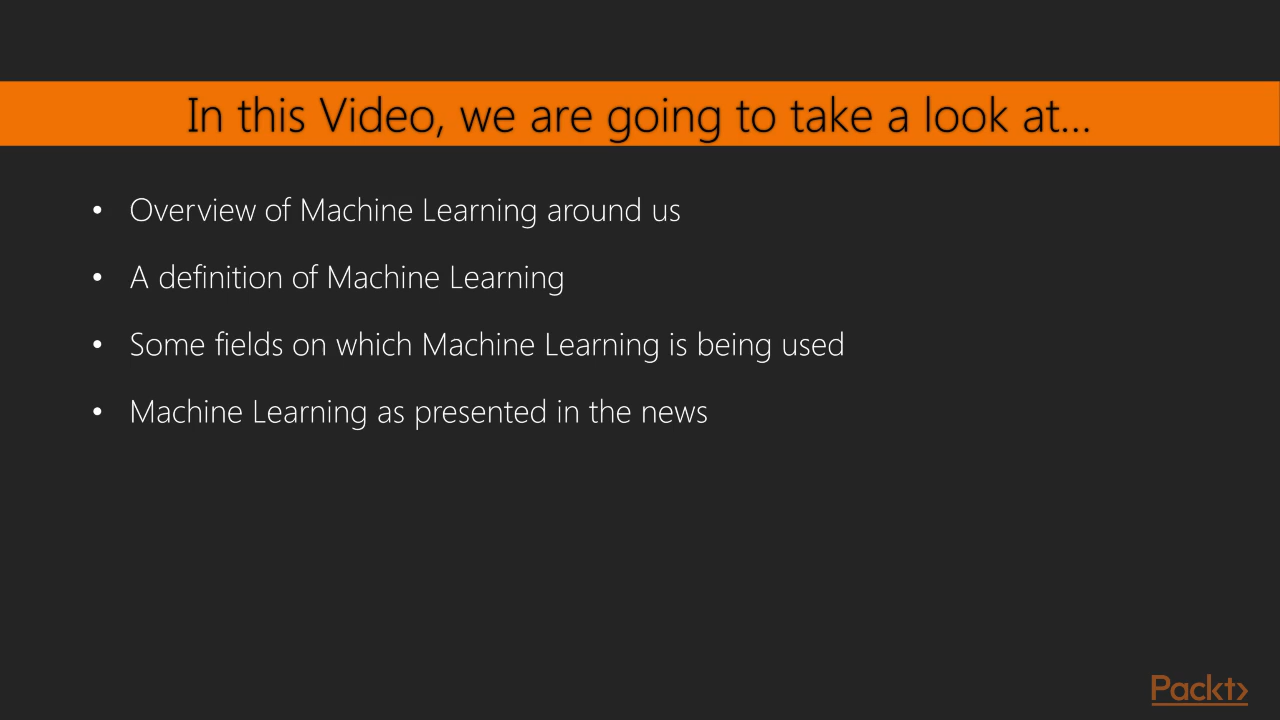 In this Video, we are going to take a look at...
• Overview of Machine Learning around us
• A definition of Machine Learning
• Some fields on which Machine Learning is being used
• Machine Learning as presented in the news
Packt>